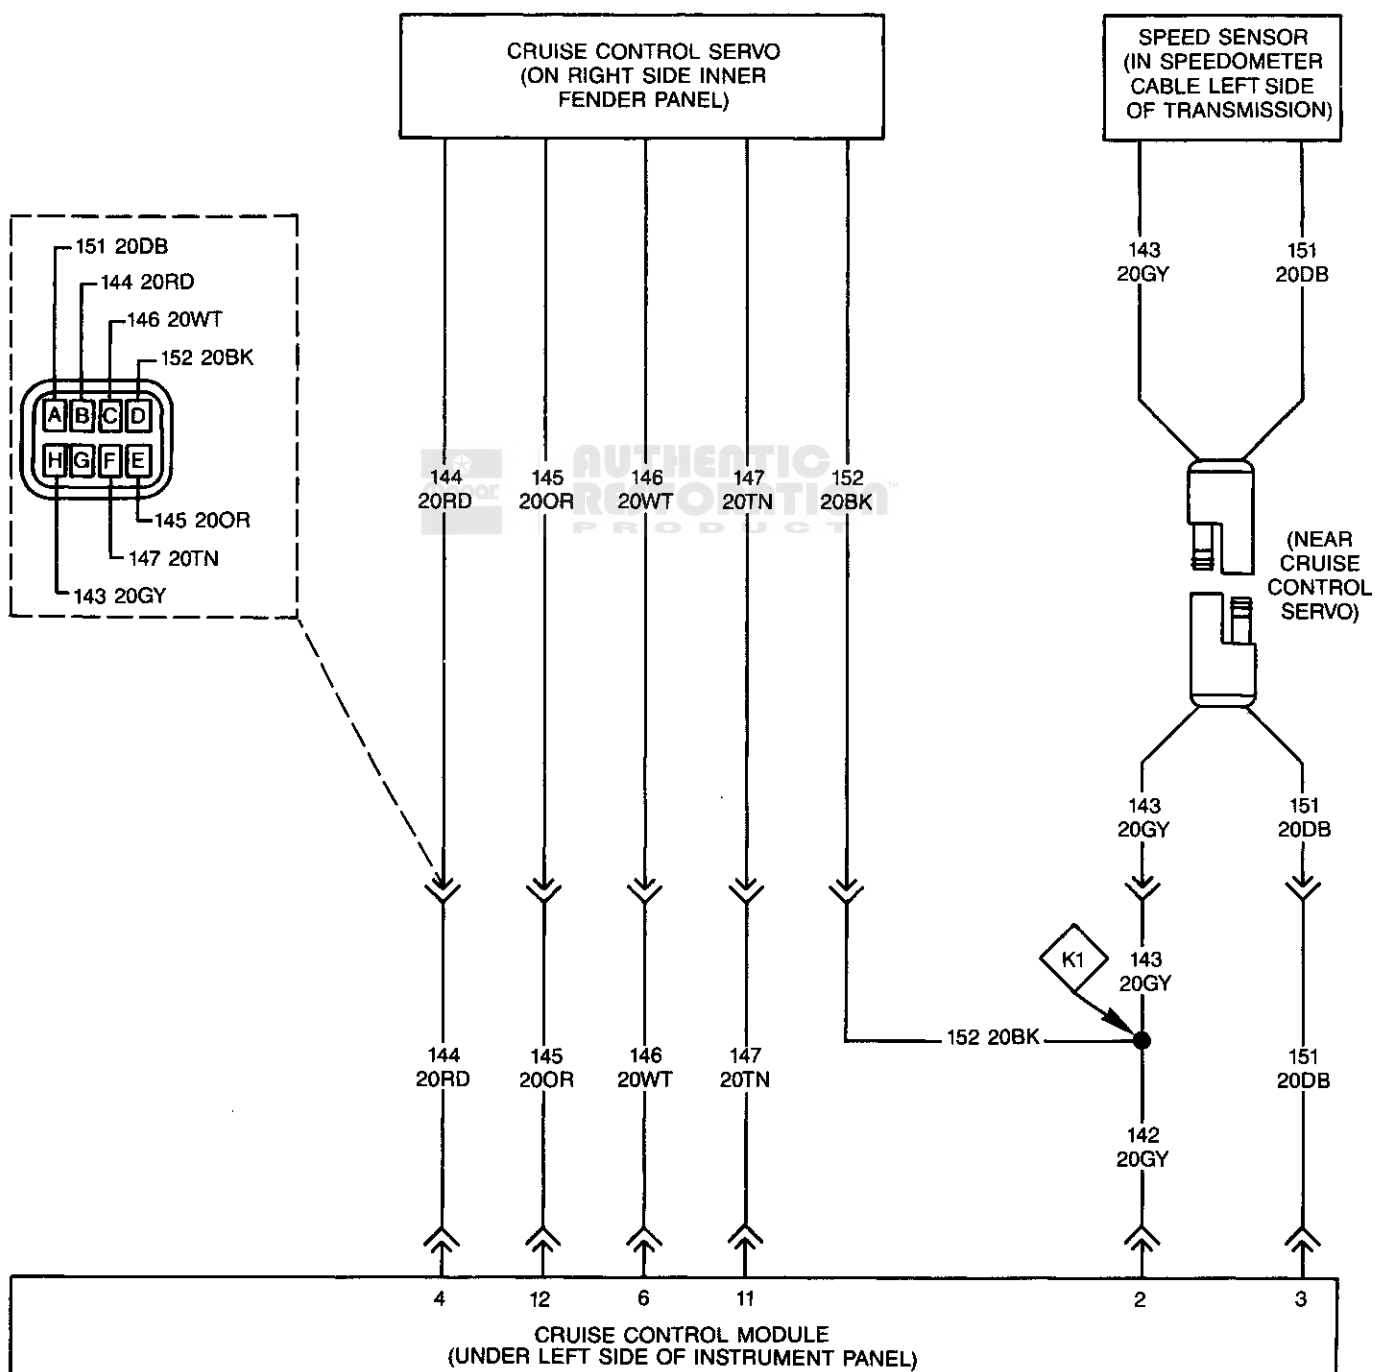 CRUISE CONTROL SERVO
(ON RIGHT SIDE INNER
FENDER PANEL)
SPEED SENSOR
(IN SPEEDOMETER
CABLE LEFT SIDE
OF TRANSMISSION)
151 20DB
144 20RD
146 20WT
152 20BK
A B C D
H G F E
145 20OR
147 20TN
143 20GY
143
20GY
151
20DB
144
20RD
145
20OR
146
20WT
147
20TN
152
20BK
mopar
AUTHENTIC
RESTORATION™
PRODUCT
(NEAR
CRUISE
CONTROL
SERVO)
143
20GY
151
20DB
K1
143
20GY
152 20BK
144
20RD
145
20OR
146
20WT
147
20TN
151
20DB
142
20GY
4 12 6 11 2 3
CRUISE CONTROL MODULE
(UNDER LEFT SIDE OF INSTRUMENT PANEL)